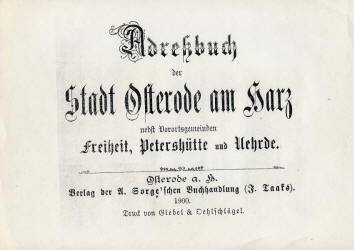 Adreßbuch
der
Stadt Osterode am Harz
nebst Vorortsgemeinden
Freiheit, Petershütte und Uehrde.
Osterode a. H.
Verlag der A. Sorge'schen Buchhandlung (J. Taaks).
1900.
Druck von Giebel & Oehlschlägel.